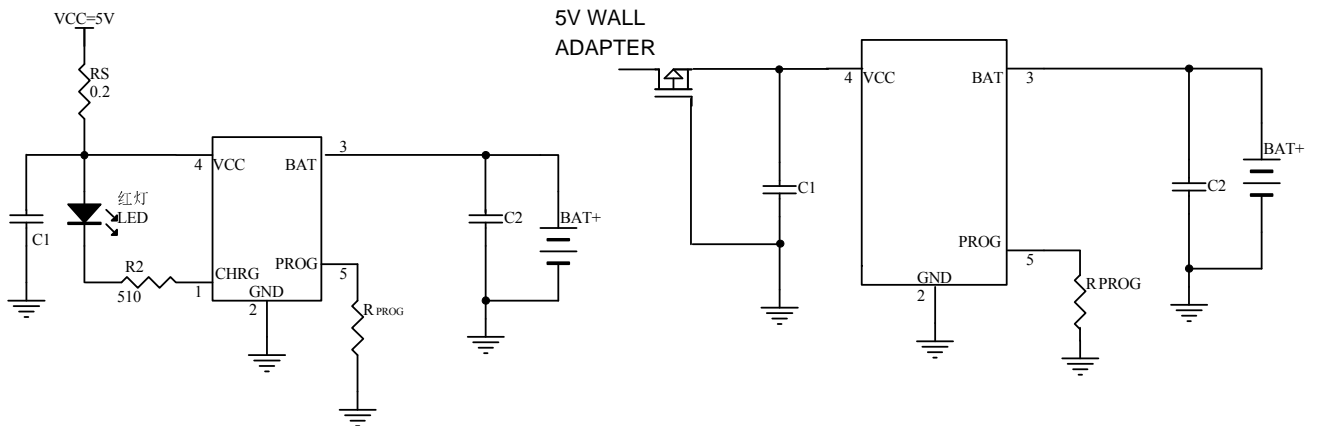 VCC=5V
RS
0.2
C1
红灯
LED
R2
510
4
VCC
BAT
3
CHRG
1
PROG
5
GND
2
R PROG
C2
BAT+
5V WALL
ADAPTER
C1
4
VCC
BAT
3
PROG
5
GND
2
R PROG
C2
BAT+